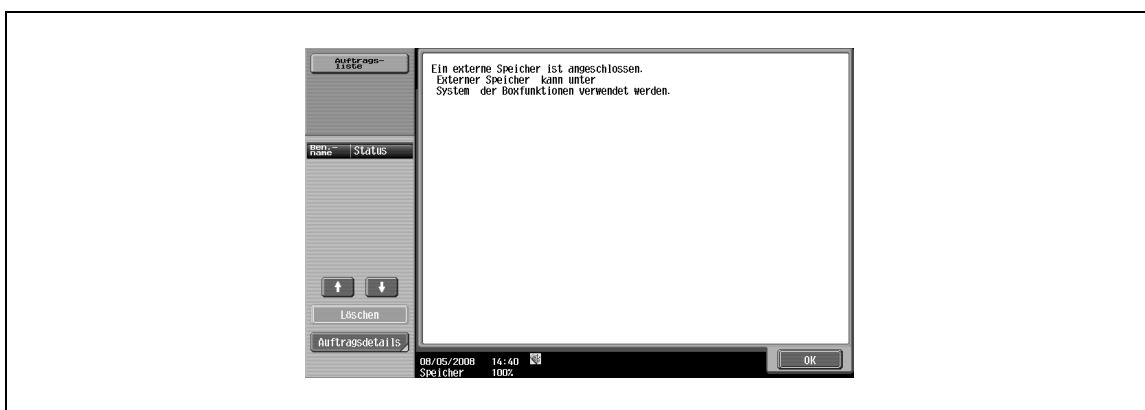 Auftrags-
liste
Ein externe Speicher ist angeschlossen.
Externer Speicher kann unter
System der Boxfunktionen verwendet werden.
Ben.-
name Status
Löschen
Auftragsdetails
08/05/2008 14:40
Speicher 100%
OK